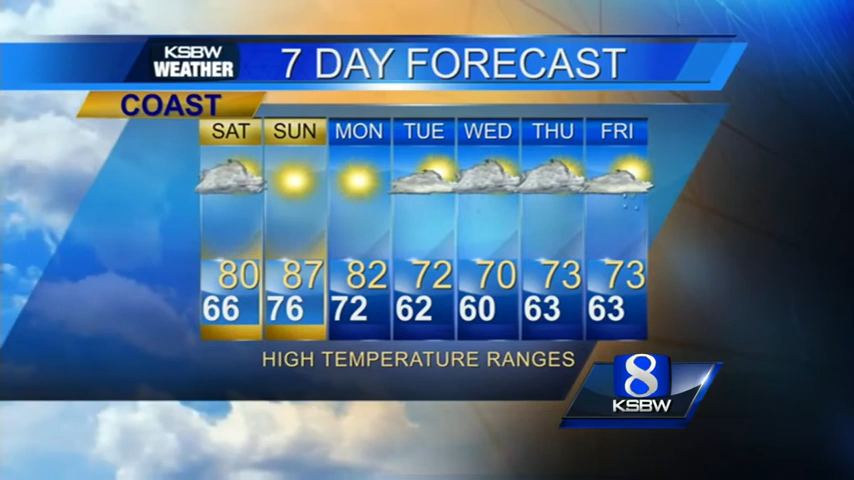 KSBW
WEATHER
7 DAY FORECAST
COAST
SAT SUN MON TUE WED THU FRI
80 87 82 72 70 73 73
66 76 72 62 60 63 63
HIGH TEMPERATURE RANGES
8
KSBW